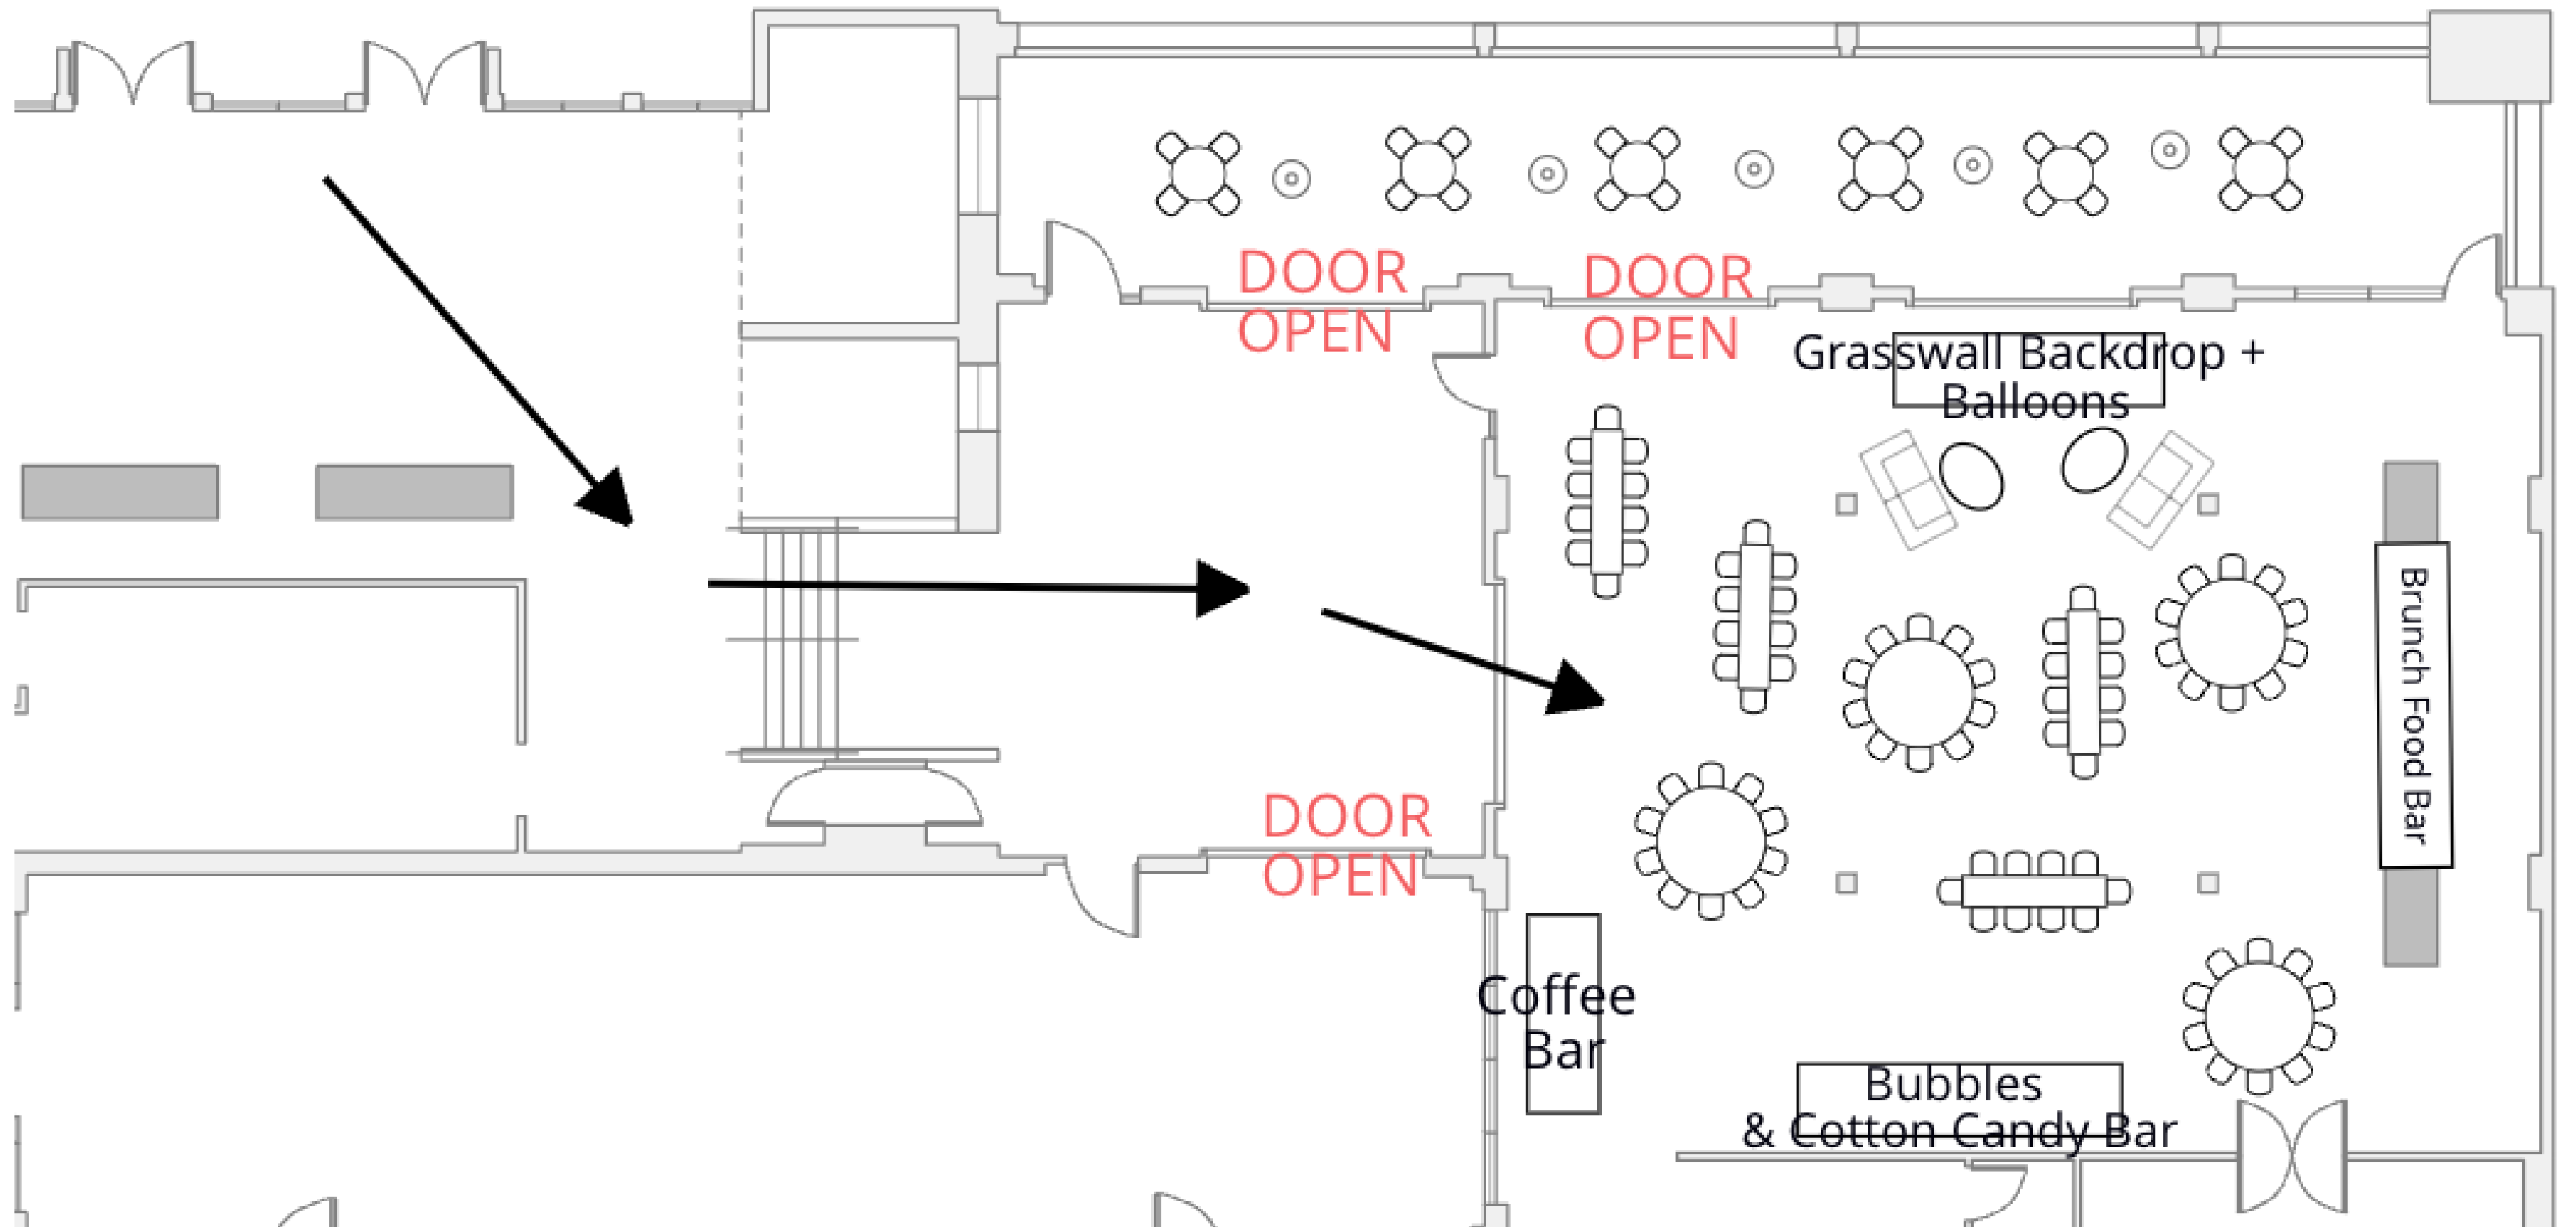 DOOR
OPEN
DOOR
OPEN
Grasswall Backdrop +
Balloons
Brunch Food Bar
DOOR
OPEN
Coffee
Bar
Bubbles
& Cotton Candy Bar